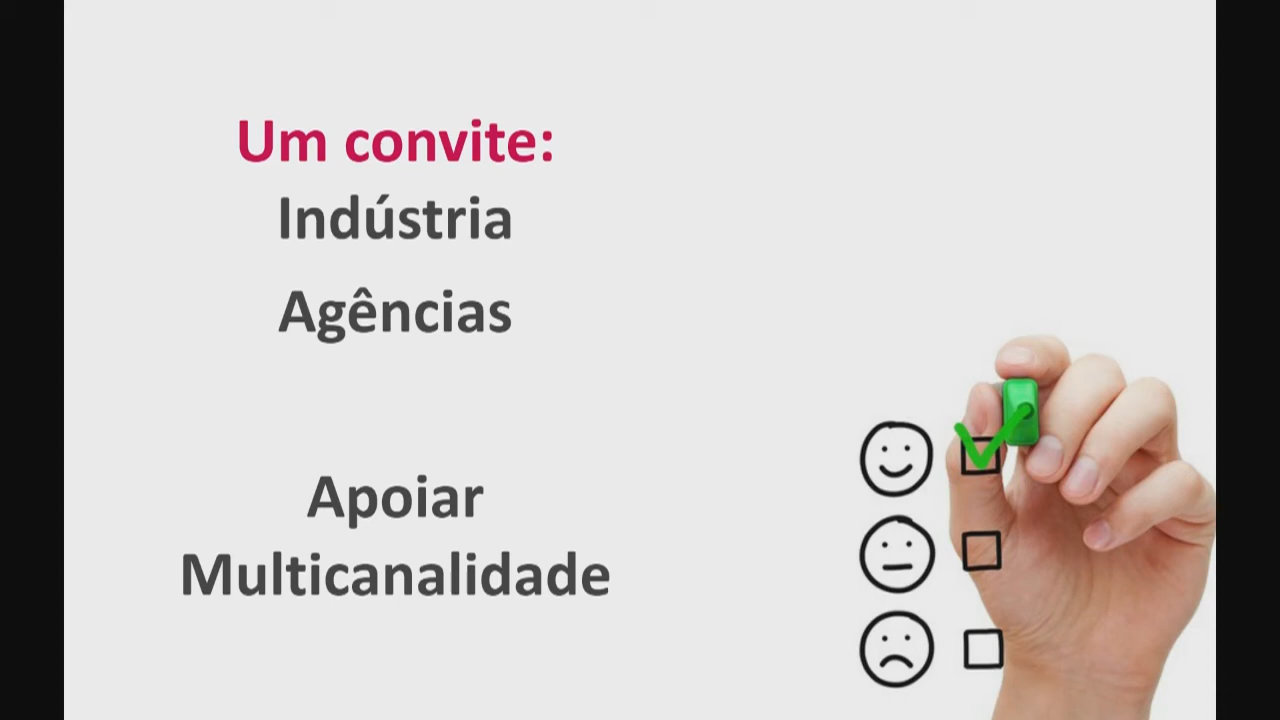 Um convite:
Indústria
Agências
Apoiar
Multicanalidade